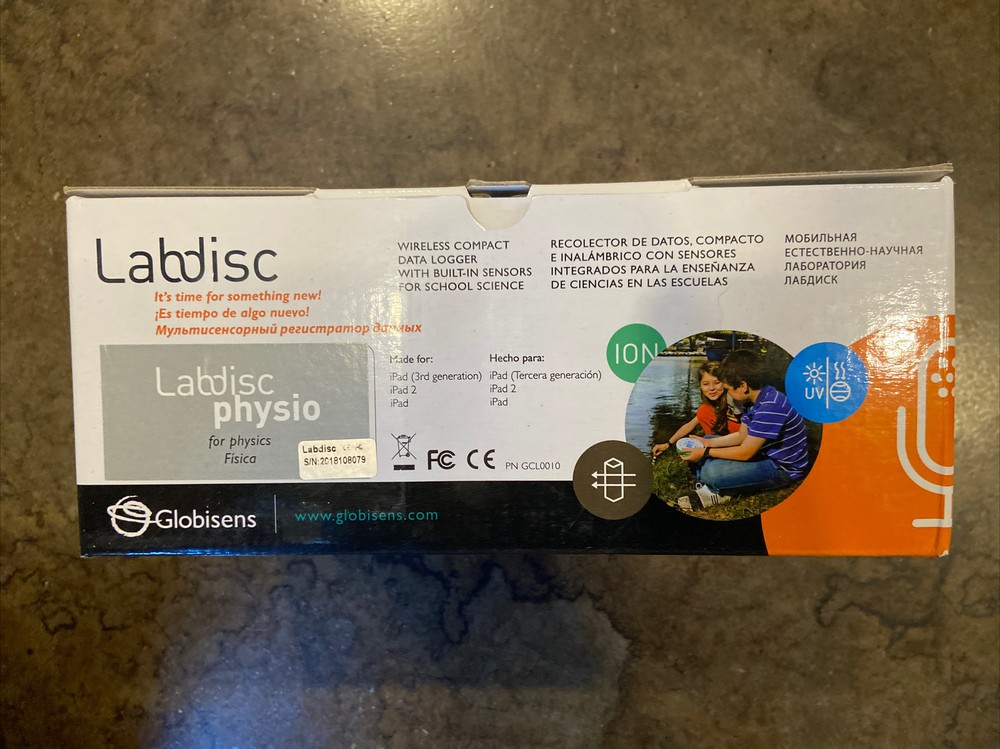 Labdisc
It's time for something new!
¡Es tiempo de algo nuevo!
Мультисенсорный регистратор данных
WIRELESS COMPACT
DATA LOGGER
WITH BUILT-IN SENSORS
FOR SCHOOL SCIENCE
RECOLECTOR DE DATOS, COMPACTO
E INALÁMBRICO CON SENSORES
INTEGRADOS PARA LA ENSEÑANZA
DE CIENCIAS EN LAS ESCUELAS
МОБИЛЬНАЯ
ЕСТЕСТВЕННО-НАУЧНАЯ
ЛАБОРАТОРИЯ
ЛАБДИСК
Labdisc
physio
for physics
Física
Labdisc
S/N:2018108079
Made for:
iPad (3rd generation)
iPad 2
iPad
Hecho para:
iPad (Tercera generación)
iPad 2
iPad
FC CE PN GCL0010
ION
UV
Globisens
www.globisens.com